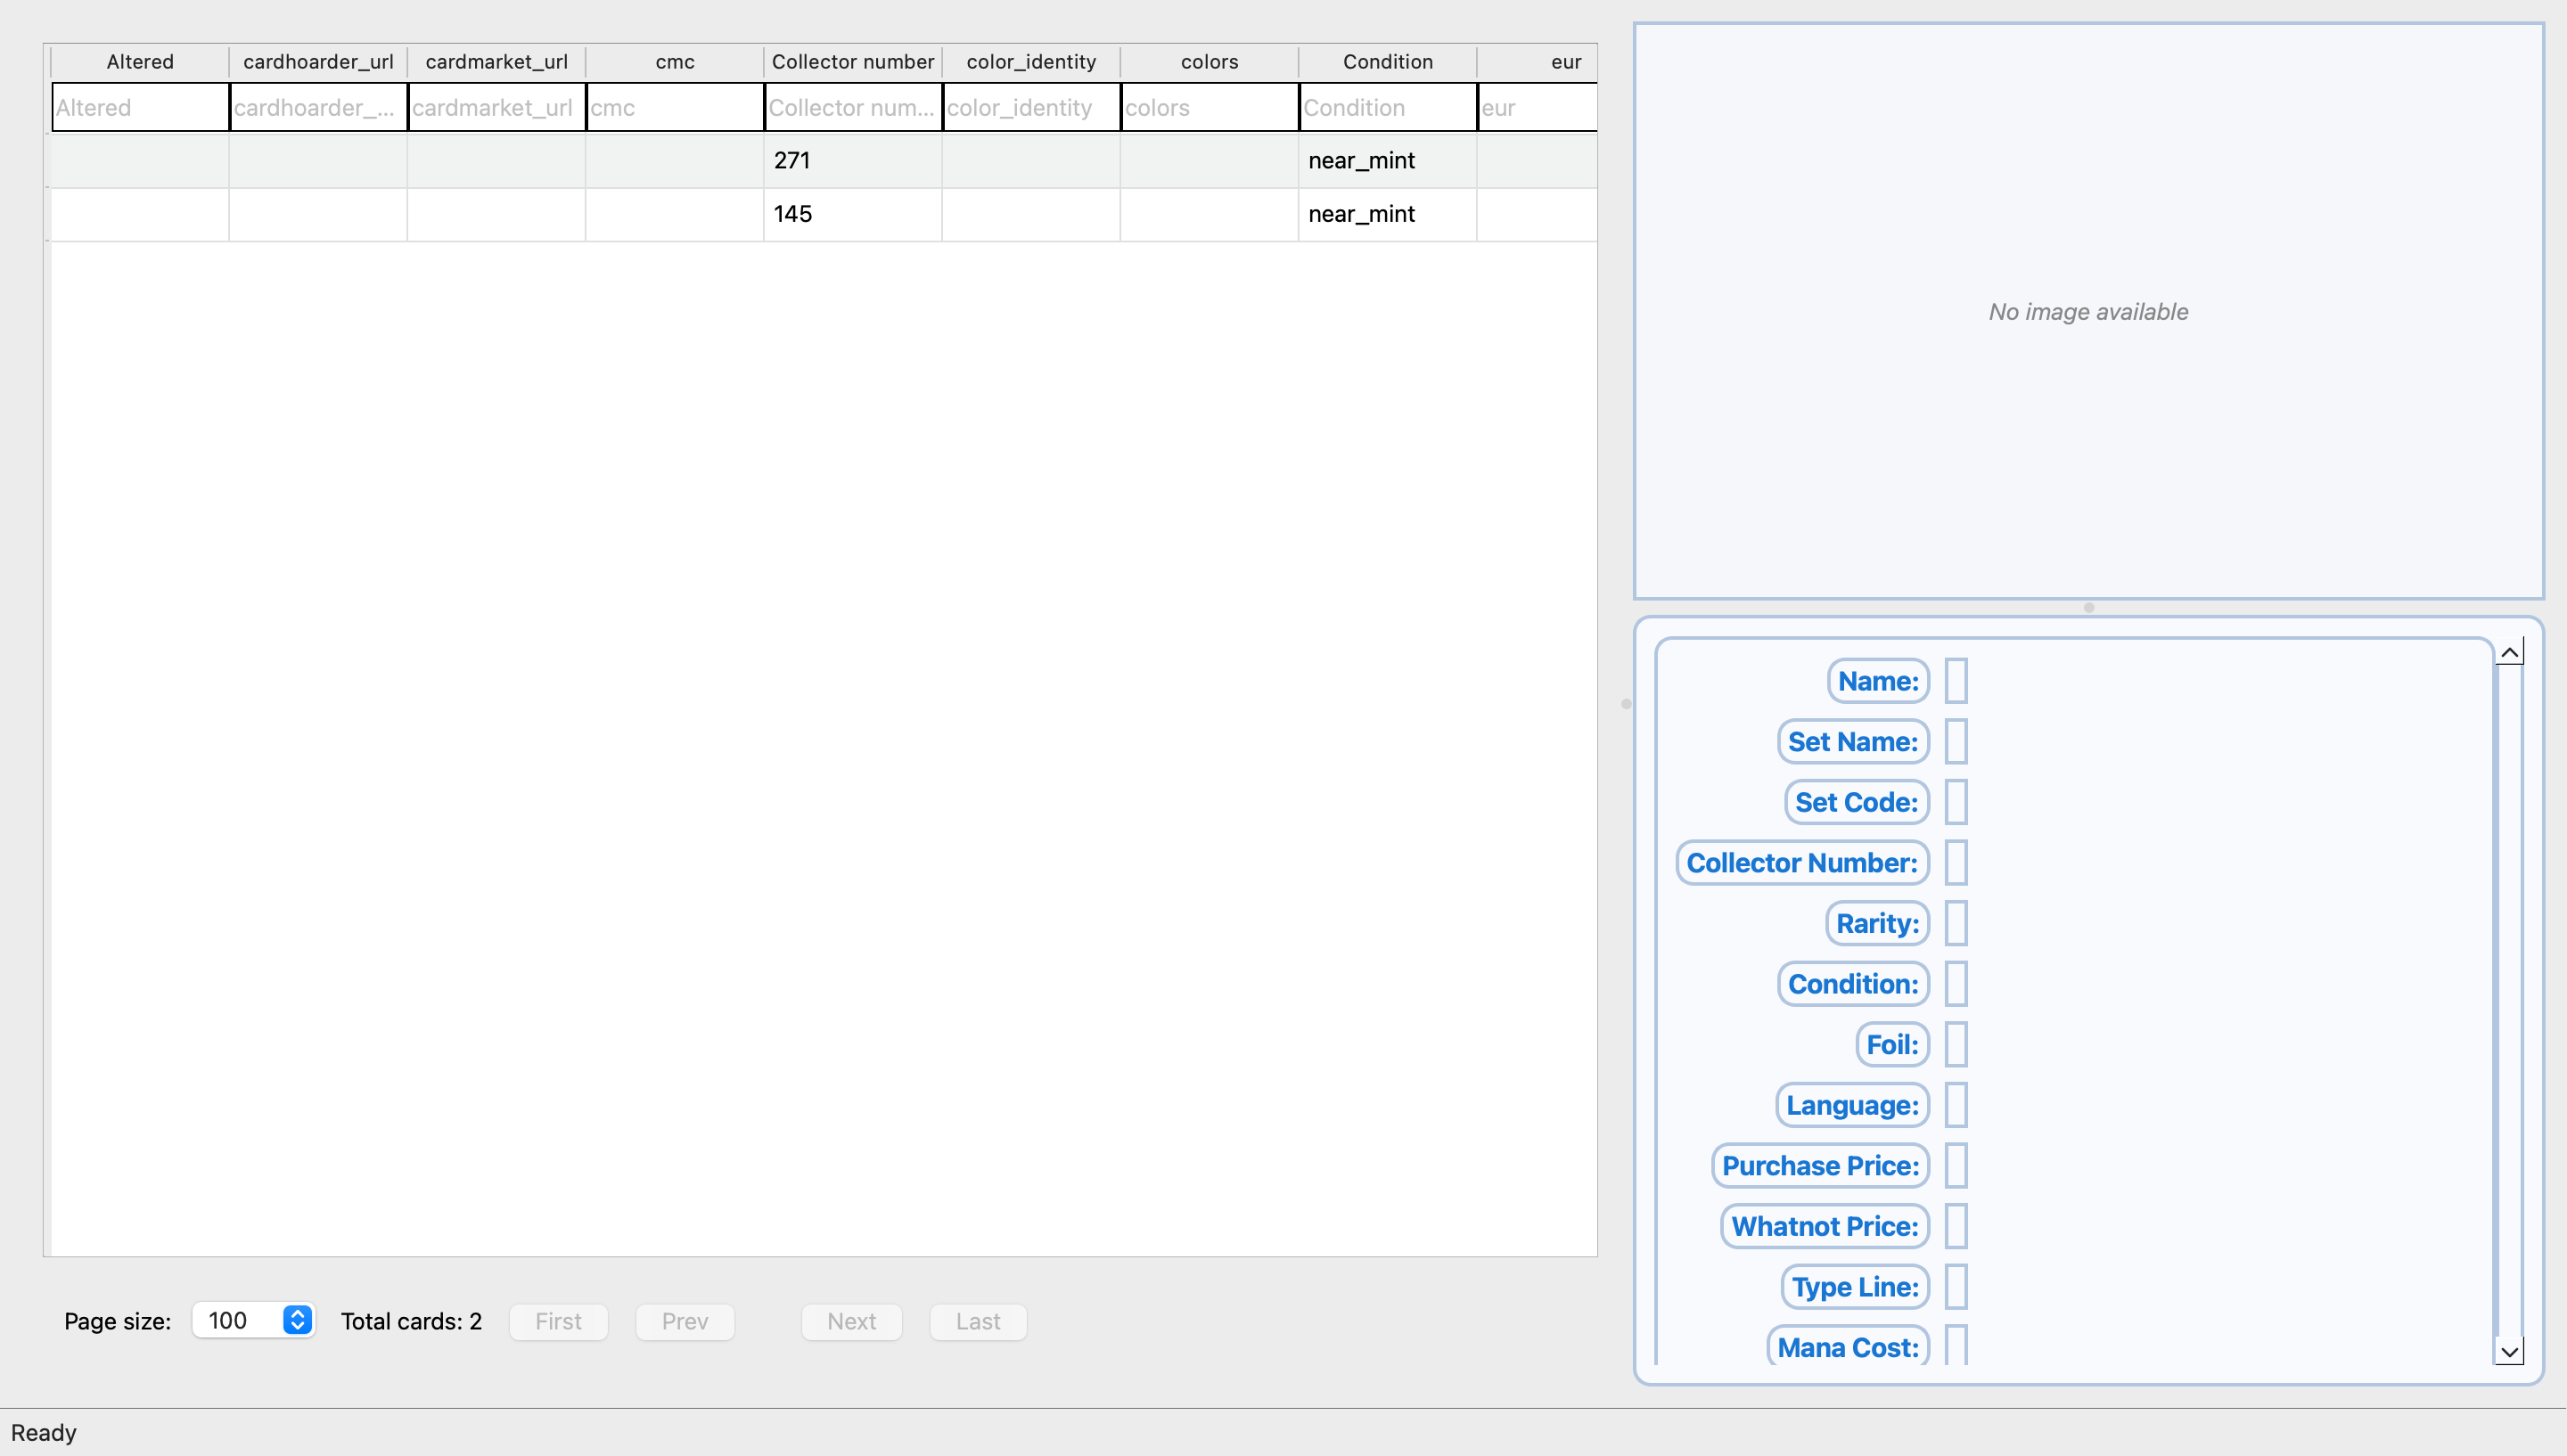 Altered cardhoarder_url cardmarket_url cmc Collector number color_identity colors Condition eur
Altered cardhoarder_... cardmarket_url cmc Collector num... color_identity colors Condition eur
271 near_mint
145 near_mint
Page size: 100 Total cards: 2 First Prev Next Last
No image available
Name:
Set Name:
Set Code:
Collector Number:
Rarity:
Condition:
Foil:
Language:
Purchase Price:
Whatnot Price:
Type Line:
Mana Cost:
Ready